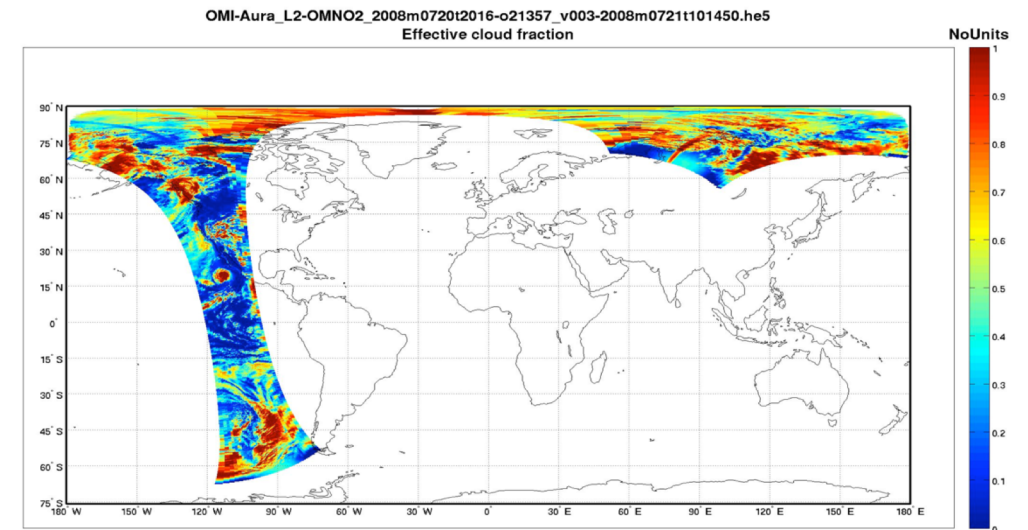 OMI-Aura_L2-OMNO2_2008m0720t2016-o21357_v003-2008m0721t101450.he5
Effective cloud fraction
NoUnits
1
0.9
0.8
0.7
0.6
0.5
0.4
0.3
0.2
0.1
0
90° N
75° N
60° N
45° N
30° N
15° N
0°
15° S
30° S
45° S
60° S
75° S
180° W 150° W 120° W 90° W 60° W 30° W 0° 30° E 60° E 90° E 120° E 150° E 180° E